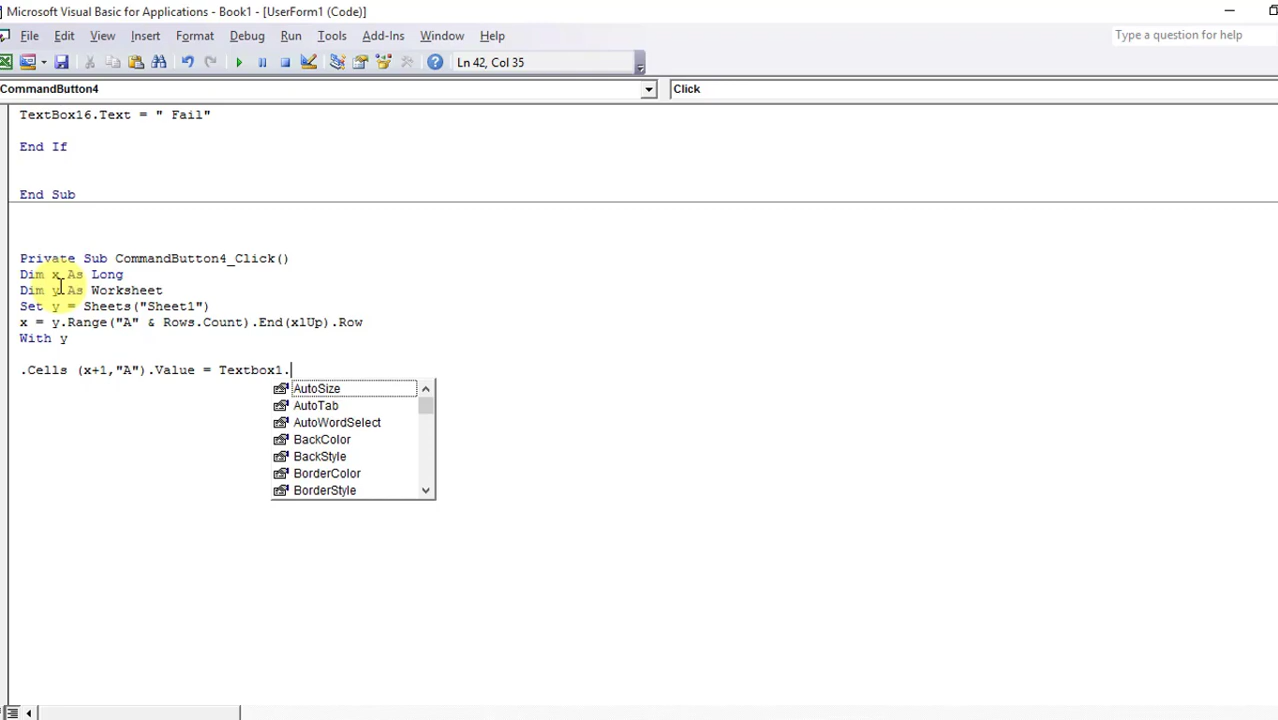 Microsoft Visual Basic for Applications - Book1 - [UserForm1 (Code)]
File Edit View Insert Format Debug Run Tools Add-Ins Window Help
Type a question for help
Ln 42, Col 35
CommandButton4
Click
TextBox16.Text = " Fail"
End If
End Sub
Private Sub CommandButton4_Click()
Dim x As Long
Dim y As Worksheet
Set y = Sheets("Sheet1")
x = y.Range("A" & Rows.Count).End(xlUp).Row
With y
.Cells (x+1,"A").Value = Textbox1.
AutoSize
AutoTab
AutoWordSelect
BackColor
BackStyle
BorderColor
BorderStyle